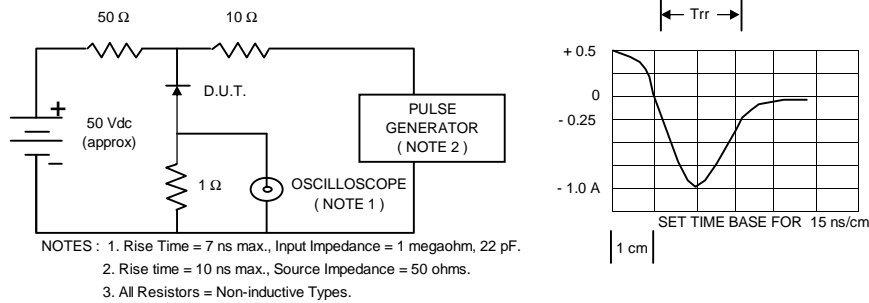 50 Ω
10 Ω
D.U.T.
+
50 Vdc
(approx)
−
1 Ω
PULSE
GENERATOR
( NOTE 2 )
OSCILLOSCOPE
( NOTE 1 )
Trr
+ 0.5
0
- 0.25
- 1.0 A
SET TIME BASE FOR 15 ns/cm
1 cm
NOTES : 1. Rise Time = 7 ns max., Input Impedance = 1 megaohm, 22 pF.
2. Rise time = 10 ns max., Source Impedance = 50 ohms.
3. All Resistors = Non-inductive Types.